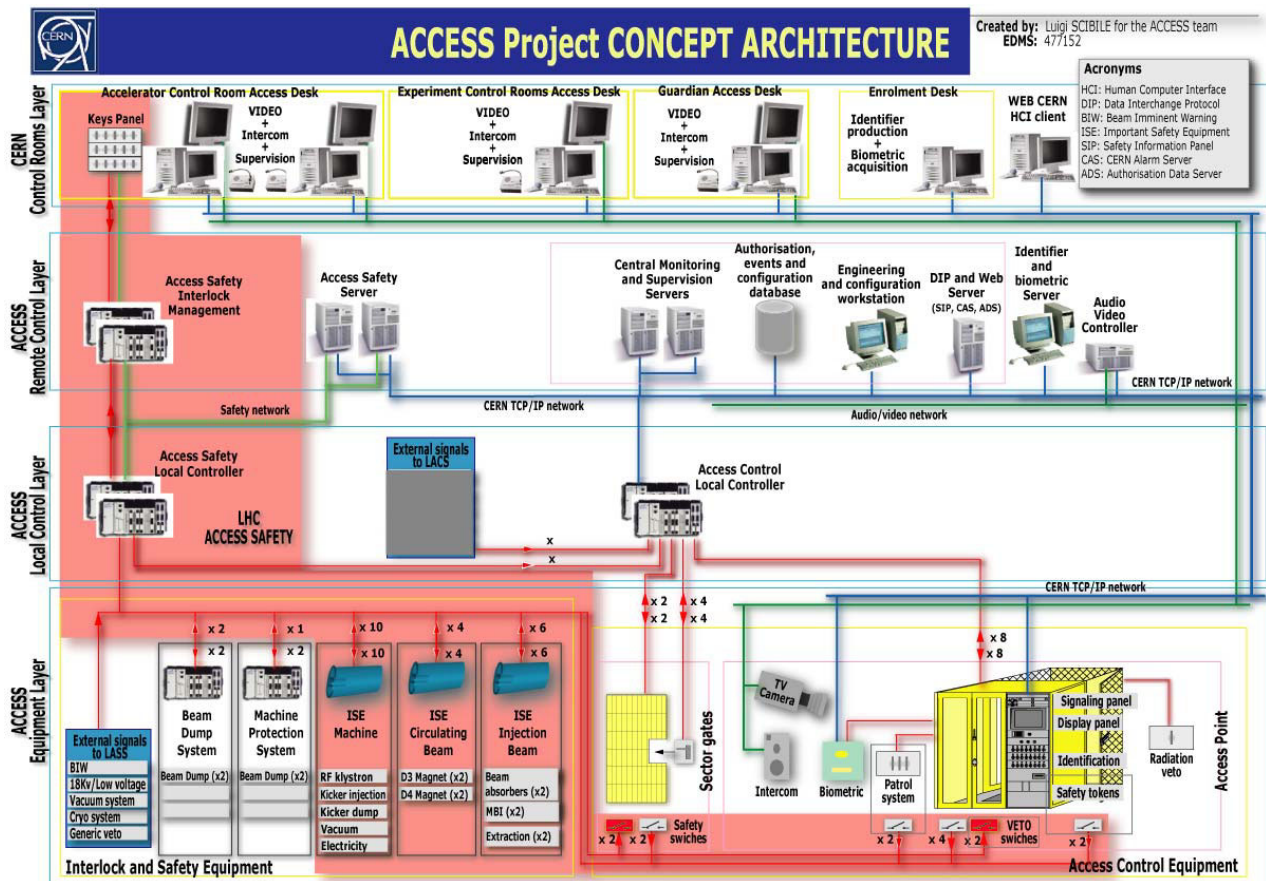 CERN
ACCESS Project CONCEPT ARCHITECTURE
Created by: Luigi SCIBILE for the ACCESS team
EDMS: 477152
Acronyms
HCI: Human Computer Interface
DIP: Data Interchange Protocol
BIW: Beam Imminent Warning
ISE: Important Safety Equipment
SIP: Safety Information Panel
CAS: CERN Alarm Server
ADS: Authorisation Data Server
CERN
Control Rooms Layer
Accelerator Control Room Access Desk
Keys Panel
VIDEO
+
Intercom
+
Supervision
Experiment Control Rooms Access Desk
VIDEO
+
Intercom
+
Supervision
Guardian Access Desk
VIDEO
+
Intercom
+
Supervision
Enrolment Desk
Identifier
production
+
Biometric
acquisition
WEB CERN
HCI client
ACCESS
Remote Control Layer
Access Safety
Interlock
Management
Access Safety
Server
Central Monitoring
and Supervision
Servers
Authorisation,
events and
configuration
database
Engineering
and configuration
workstation
DIP and Web
Server
(SIP, CAS, ADS)
Identifier
and
biometric Server
Audio
Video
Controller
CERN TCP/IP network
Safety network
CERN TCP/IP network
Audio/video network
ACCESS
Local Control Layer
Access Safety
Local Controller
LHC
ACCESS SAFETY
External signals
to LACS
Access Control
Local Controller
x
x
CERN TCP/IP network
ACCESS
Equipment Layer
x 2
x 2
x 1
x 2
x 10
x 10
x 4
x 4
x 6
x 6
x 2
x 2
x 4
x 4
x 8
x 8
External signals
to LASS
BIW
18Kv/Low voltage
Vacuum system
Cryo system
Generic veto
Beam
Dump
System
Beam Dump (x2)
Machine
Protection
System
Beam Dump (x2)
ISE
Machine
RF klystron
Kicker injection
Kicker dump
Vacuum
Electricity
ISE
Circulating
Beam
D3 Magnet (x2)
D4 Magnet (x2)
ISE
Injection
Beam
Beam
absorbers (x2)
MBI (x2)
Extraction (x2)
Interlock and Safety Equipment
Sector gates
x 2
x 2
Safety
swiches
TV
Camera
Intercom
Biometric
Patrol
system
Signaling panel
Display panel
Identification
Safety tokens
Radiation
veto
Access Point
x 2
x 4
x 2
VETO
swiches
x 2
Access Control Equipment